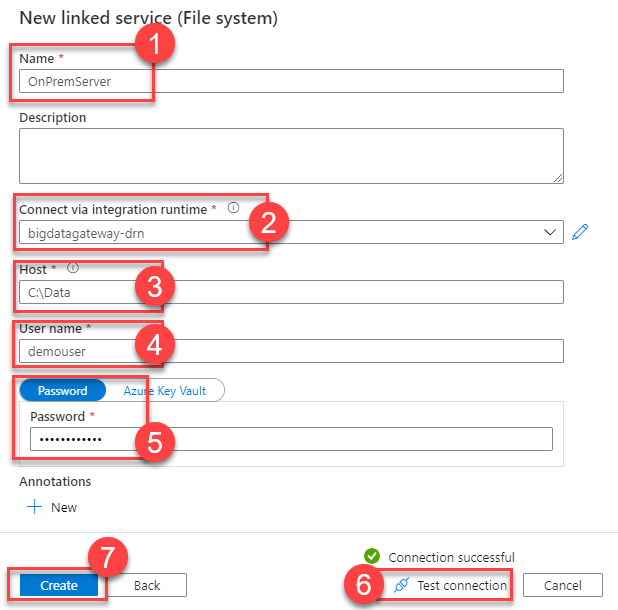 New linked service (File system)
1
Name *
OnPremServer
Description
Connect via integration runtime *
2
bigdatagateway-drn
Host *
3
C:\Data
User name *
4
demouser
Password Azure Key Vault
Password *
5
••••••••••••
Annotations
New
7
Connection successful
Create Back 6 Test connection Cancel